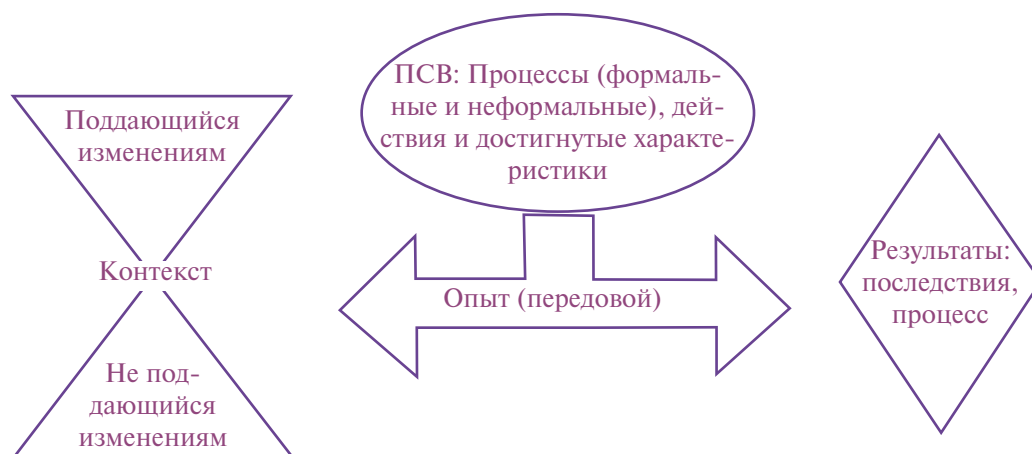 Поддающийся
изменениям
Контекст
Не под-
дающийся
изменениям
ПСВ: Процессы (формаль-
ные и неформальные), дей-
ствия и достигнутые характе-
ристики
Опыт (передовой)
Результаты:
последствия,
процесс